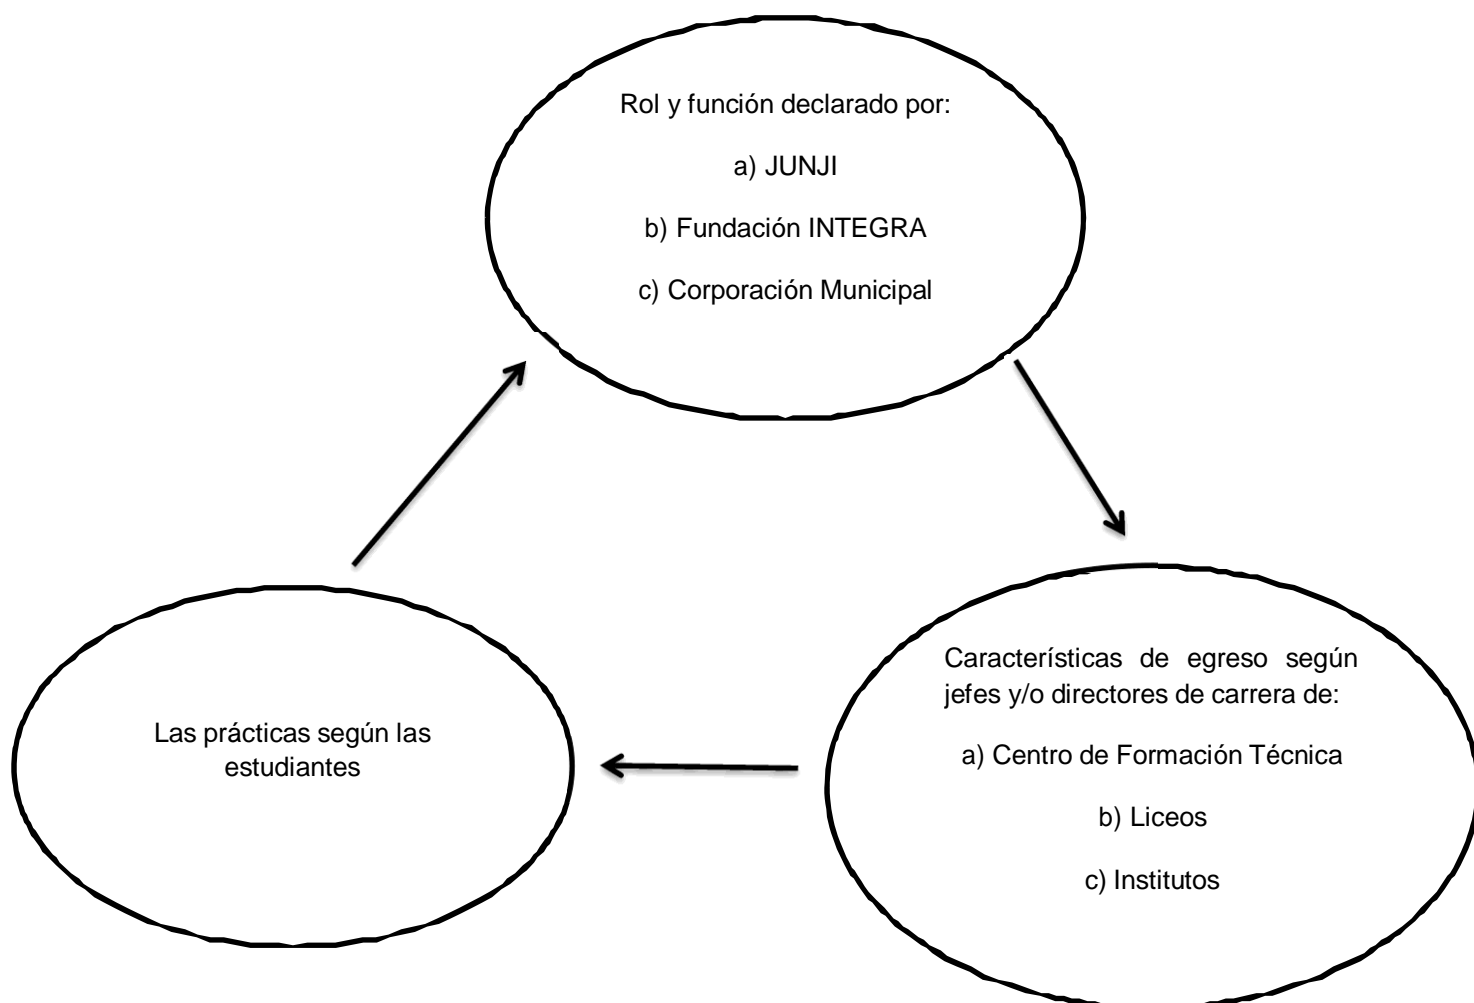 Rol y función declarado por:
a) JUNJI
b) Fundación INTEGRA
c) Corporación Municipal
Características de egreso según
jefes y/o directores de carrera de:
a) Centro de Formación Técnica
b) Liceos
c) Institutos
Las prácticas según las
estudiantes